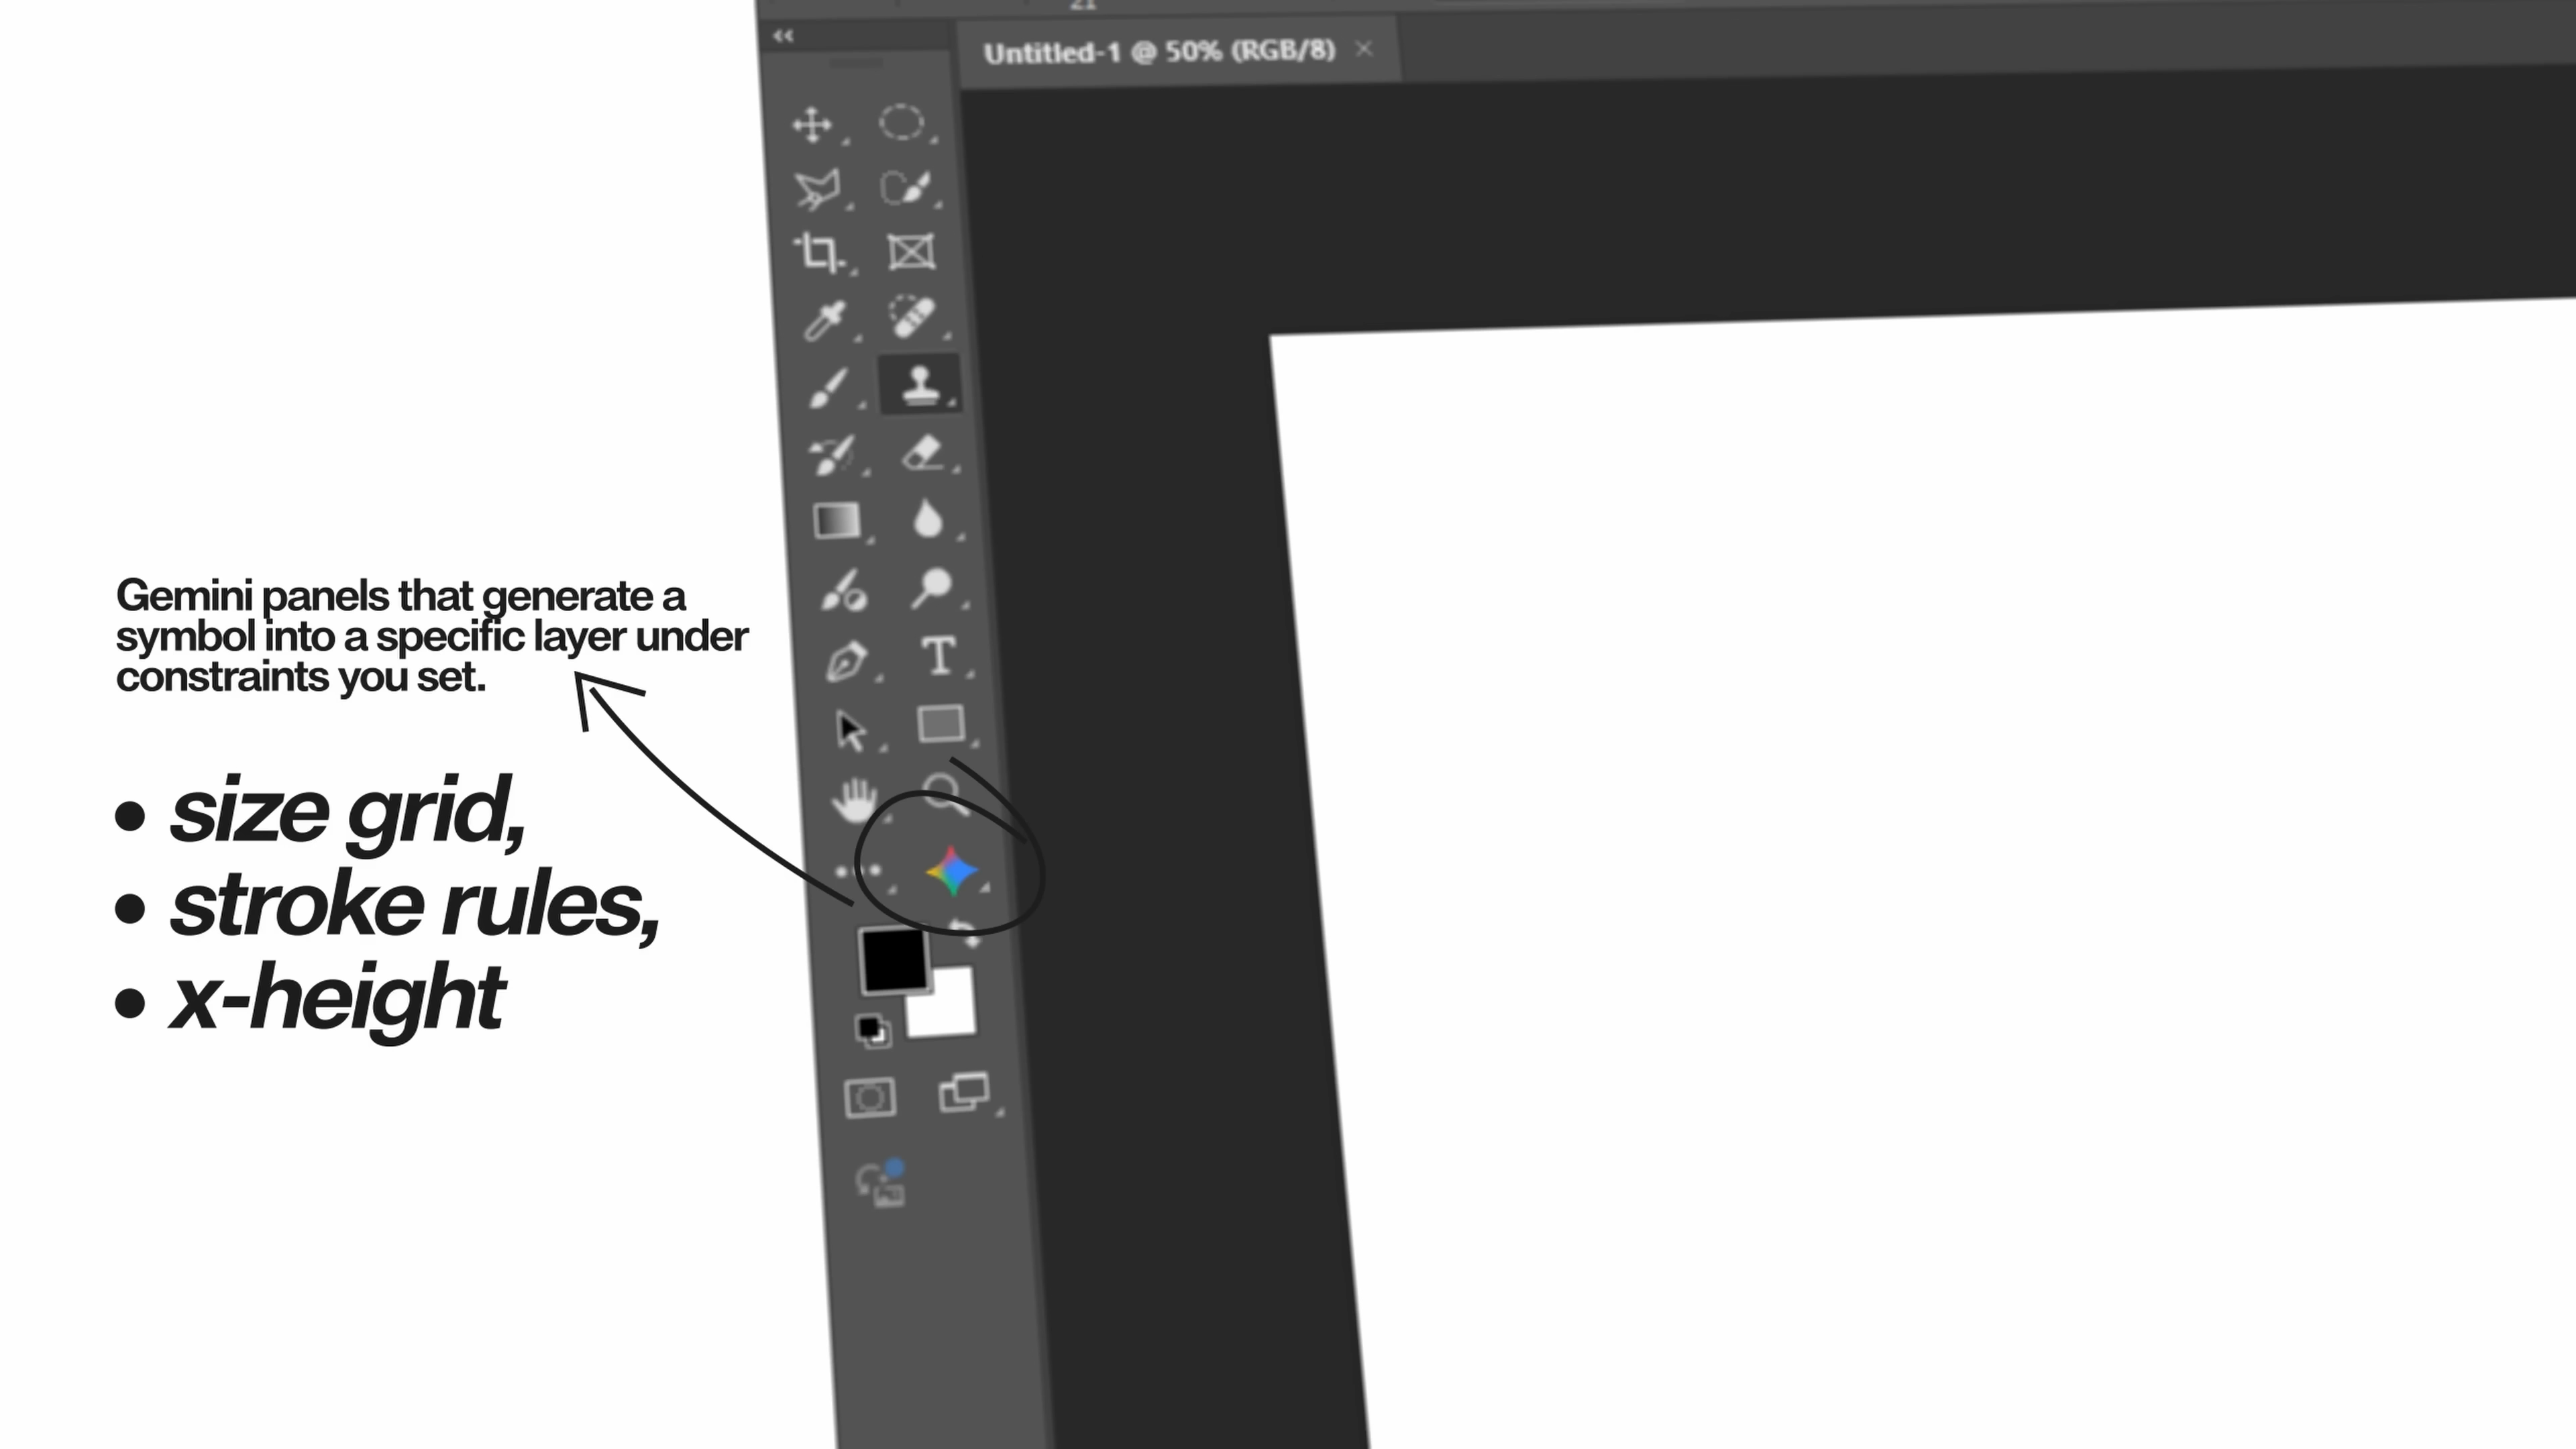 Untitled-1 @ 50% (RGB/8)
Gemini panels that generate a
symbol into a specific layer under
constraints you set.
• size grid,
• stroke rules,
• x-height